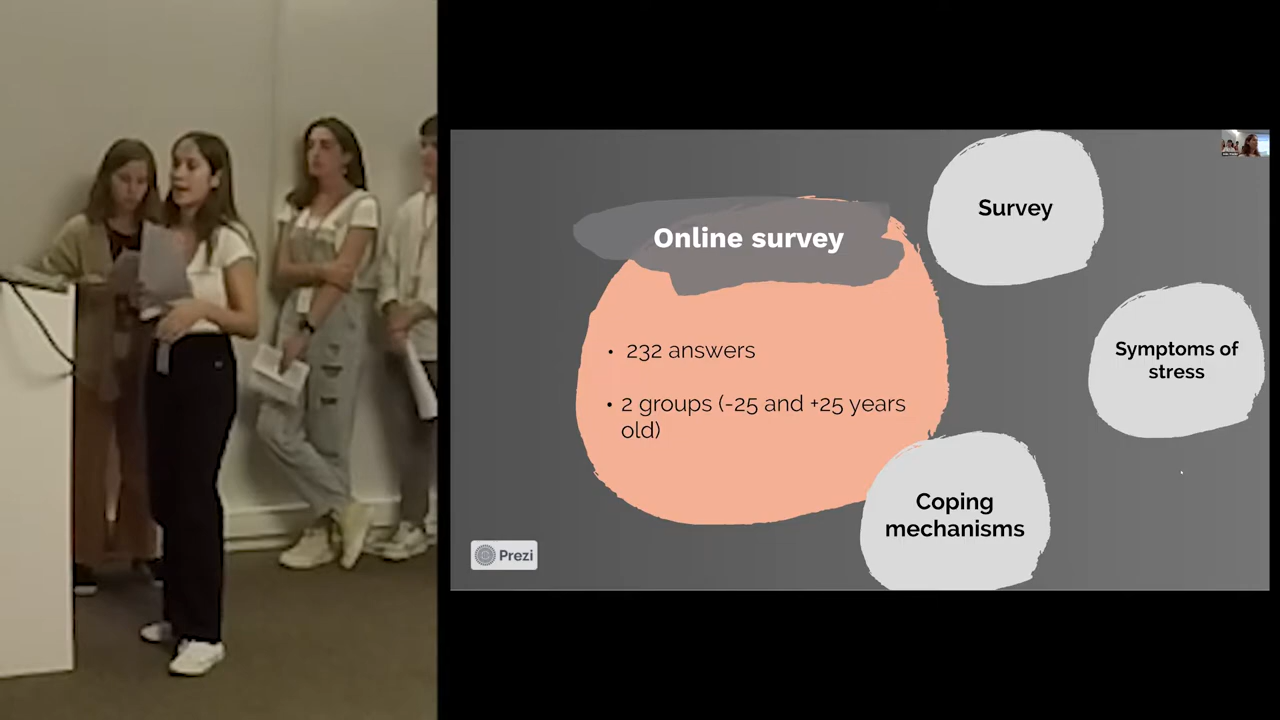 Online survey
• 232 answers
• 2 groups (-25 and +25 years
old)
Survey
Symptoms of
stress
Coping
mechanisms
Prezi